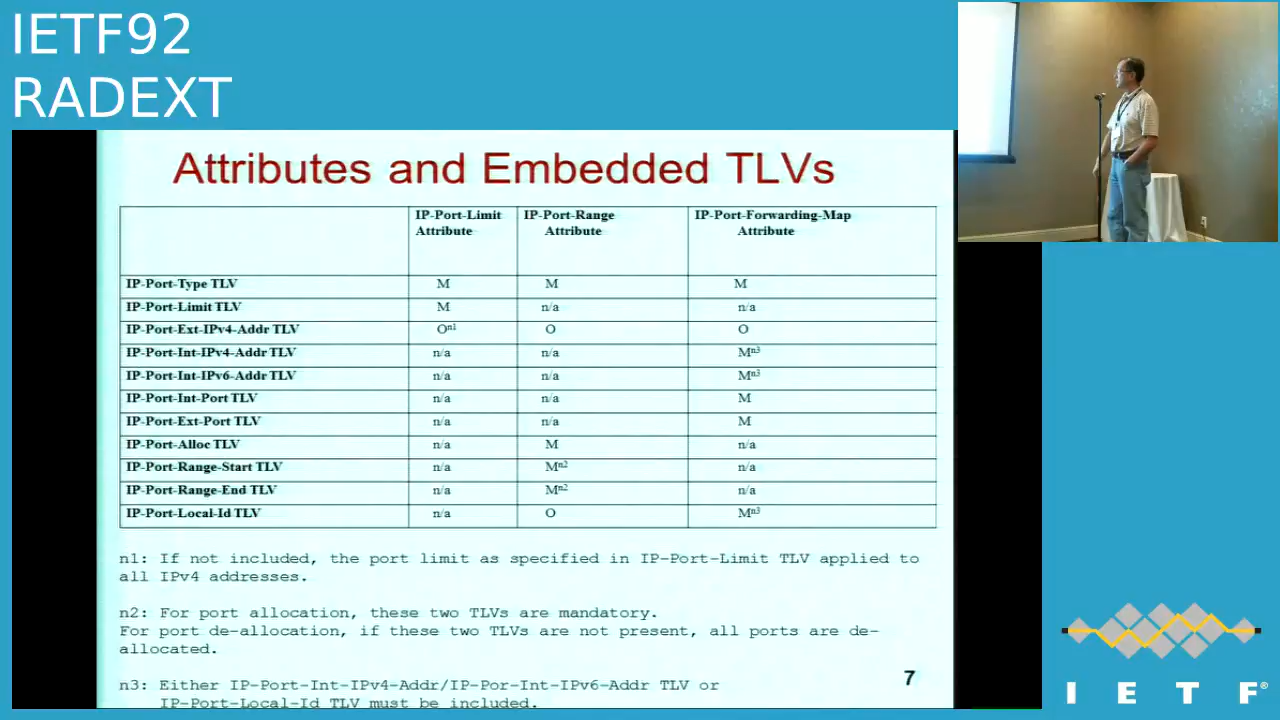 IETF92
RADEXT
Attributes and Embedded TLVs
IP-Port-Limit Attribute IP-Port-Range Attribute IP-Port-Forwarding-Map Attribute
IP-Port-Type TLV M M M
IP-Port-Limit TLV M n/a n/a
IP-Port-Ext-IPv4-Addr TLV Oⁿ¹ O O
IP-Port-Int-IPv4-Addr TLV n/a n/a Mⁿ³
IP-Port-Int-IPv6-Addr TLV n/a n/a Mⁿ³
IP-Port-Int-Port TLV n/a n/a M
IP-Port-Ext-Port TLV n/a n/a M
IP-Port-Alloc TLV n/a M n/a
IP-Port-Range-Start TLV n/a Mⁿ² n/a
IP-Port-Range-End TLV n/a Mⁿ² n/a
IP-Port-Local-Id TLV n/a O Mⁿ³
n1: If not included, the port limit as specified in IP-Port-Limit TLV applied to
all IPv4 addresses.
n2: For port allocation, these two TLVs are mandatory.
For port de-allocation, if these two TLVs are not present, all ports are de-
allocated.
n3: Either IP-Port-Int-IPv4-Addr/IP-Por-Int-IPv6-Addr TLV or
IP-Port-Local-Id TLV must be included.
7
I E T F®